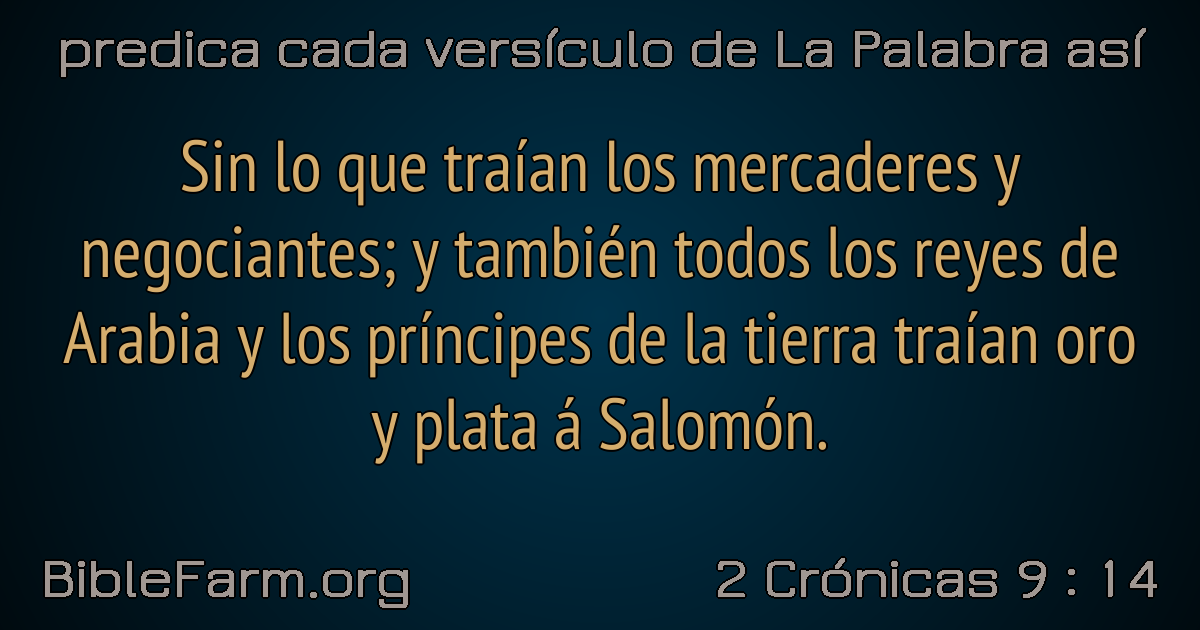 predica cada versículo de La Palabra así
Sin lo que traían los mercaderes y
negociantes; y también todos los reyes de
Arabia y los príncipes de la tierra traían oro
y plata á Salomón.
BibleFarm.org
2 Crónicas 9 : 14